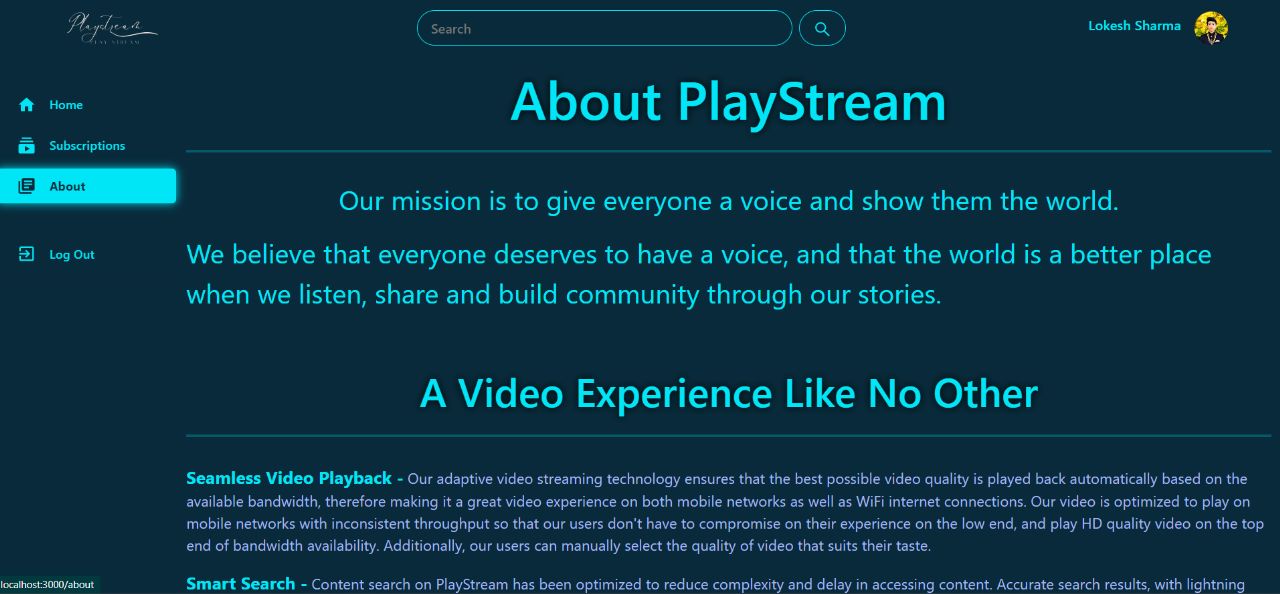 Playstream
PLAY STREAM
Search
Lokesh Sharma
Home
Subscriptions
About
Log Out
About PlayStream
Our mission is to give everyone a voice and show them the world.
We believe that everyone deserves to have a voice, and that the world is a better place
when we listen, share and build community through our stories.
A Video Experience Like No Other
Seamless Video Playback - Our adaptive video streaming technology ensures that the best possible video quality is played back automatically based on the
available bandwidth, therefore making it a great video experience on both mobile networks as well as WiFi internet connections. Our video is optimized to play on
mobile networks with inconsistent throughput so that our users don't have to compromise on their experience on the low end, and play HD quality video on the top
end of bandwidth availability. Additionally, our users can manually select the quality of video that suits their taste.
Smart Search - Content search on PlayStream has been optimized to reduce complexity and delay in accessing content. Accurate search results, with lightning
localhost:3000/about